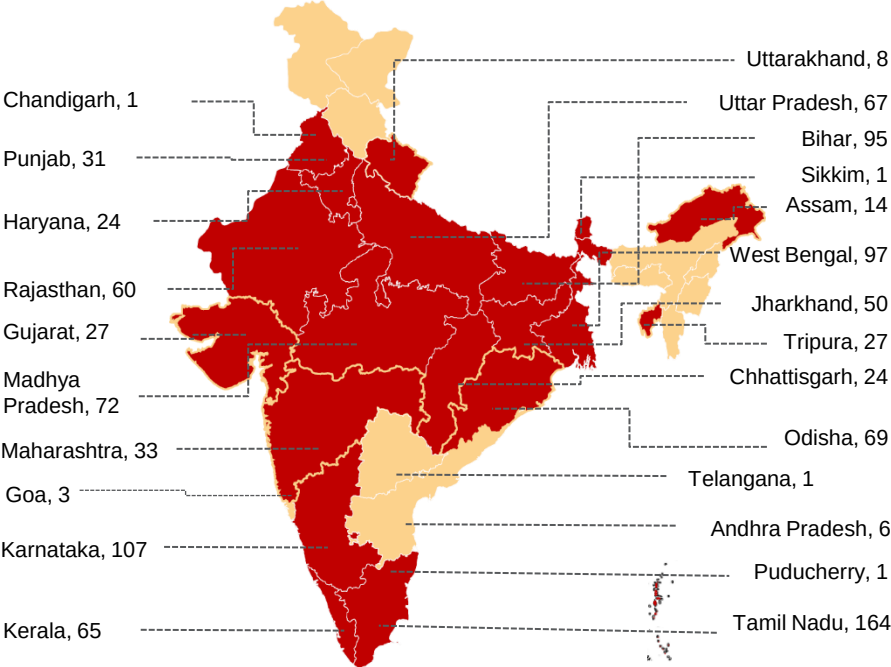 Chandigarh, 1
Punjab, 31
Haryana, 24
Rajasthan, 60
Gujarat, 27
Madhya
Pradesh, 72
Maharashtra, 33
Goa, 3
Karnataka, 107
Kerala, 65
Uttarakhand, 8
Uttar Pradesh, 67
Bihar, 95
Sikkim, 1
Assam, 14
West Bengal, 97
Jharkhand, 50
Tripura, 27
Chhattisgarh, 24
Odisha, 69
Telangana, 1
Andhra Pradesh, 6
Puducherry, 1
Tamil Nadu, 164